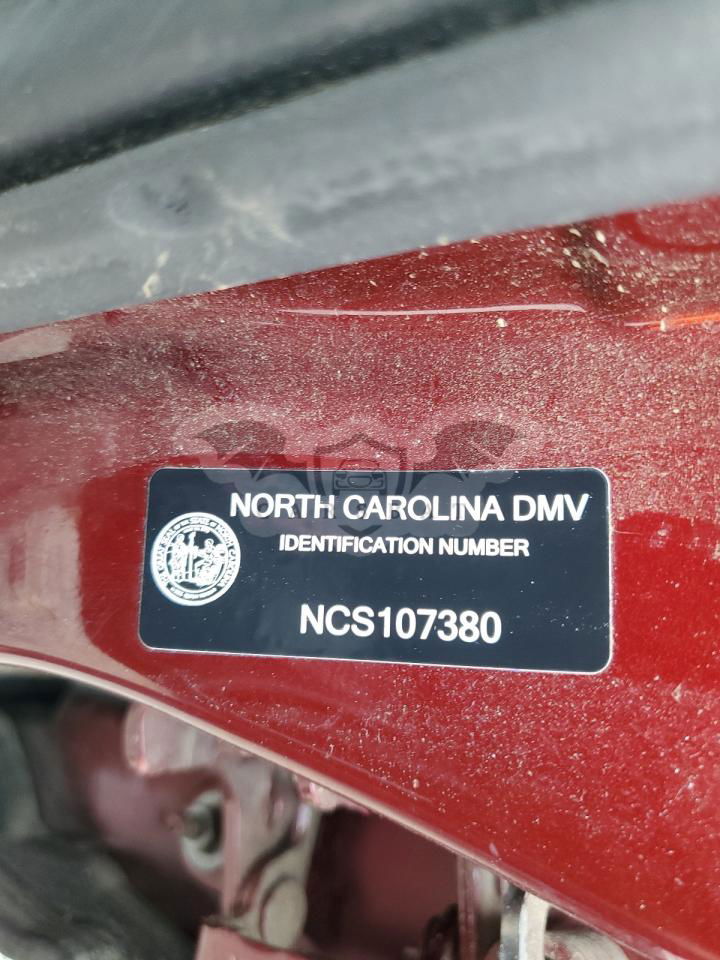 NORTH CAROLINA DMV
IDENTIFICATION NUMBER
NCS107380